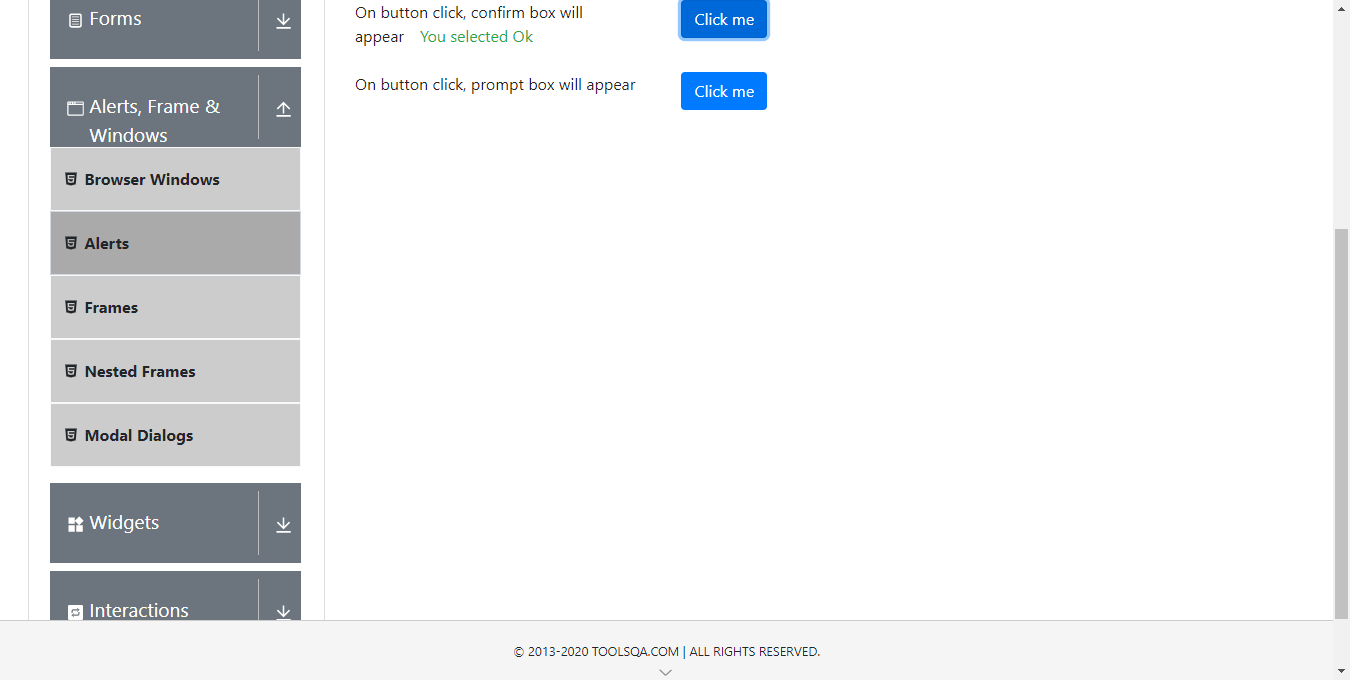 Forms
Alerts, Frame &
Windows
Browser Windows
Alerts
Frames
Nested Frames
Modal Dialogs
Widgets
Interactions
On button click, confirm box will
appear You selected Ok
Click me
On button click, prompt box will appear
Click me
© 2013-2020 TOOLSQA.COM | ALL RIGHTS RESERVED.